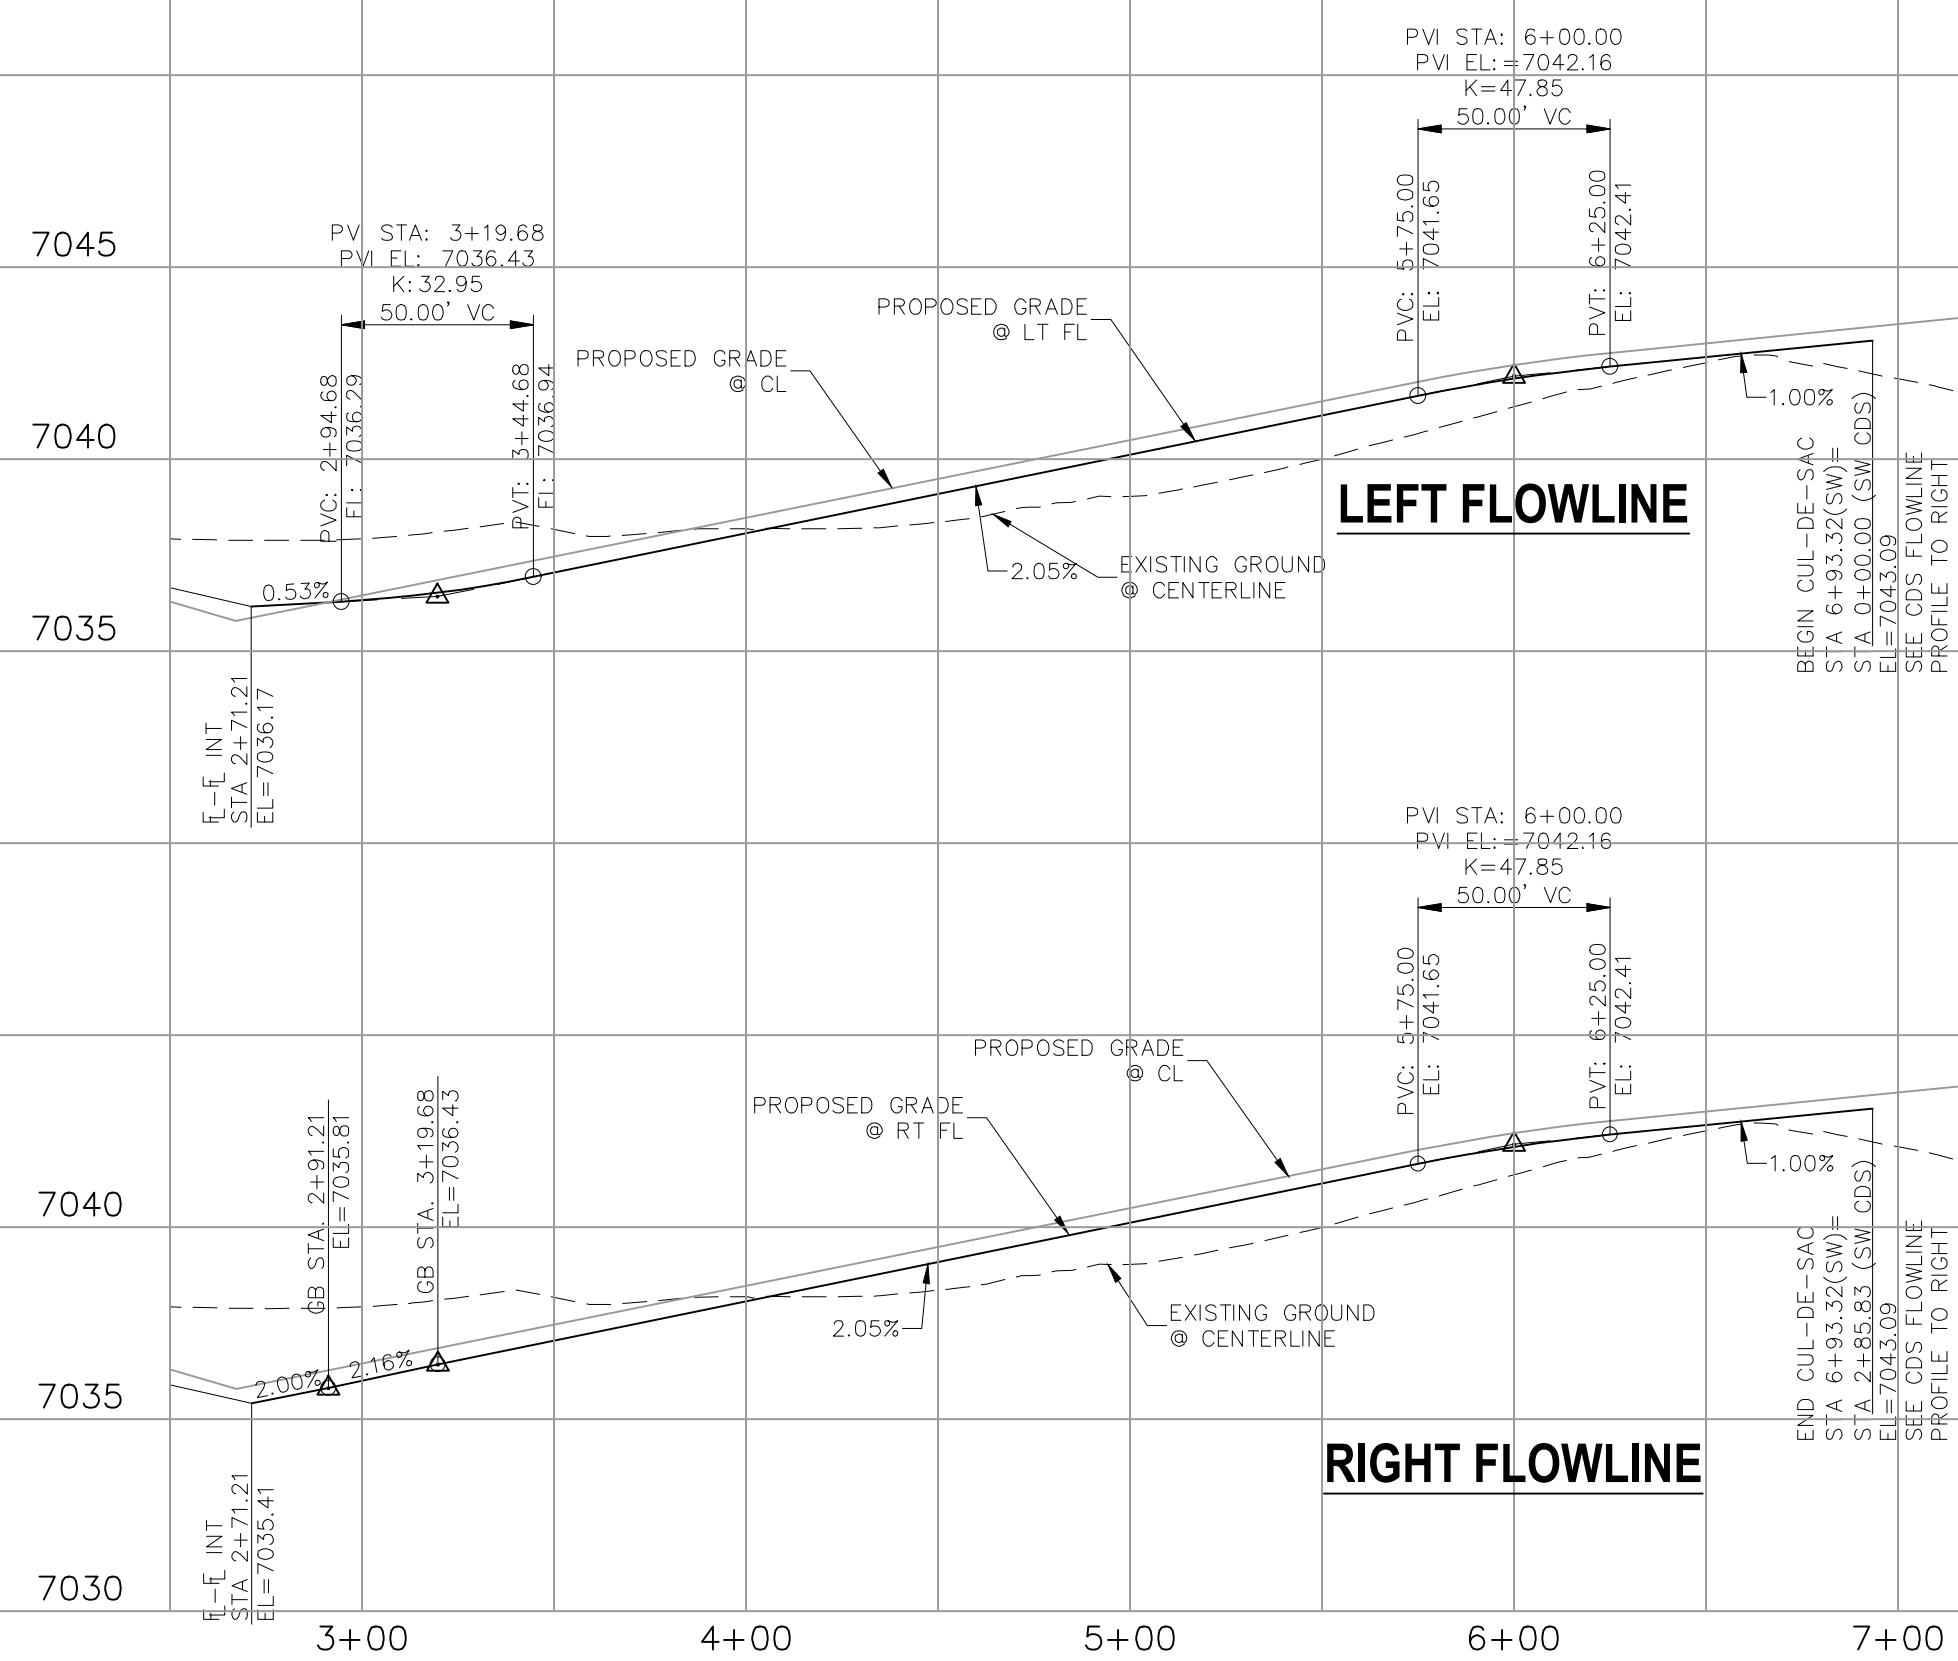 PVI STA: 6+00.00
PVI EL:=7042.16
K=47.85
50.00' VC
PVC: 5+75.00
EL: 7041.65
PVT: 6+25.00
EL: 7042.41
7045
PVI STA: 3+19.68
PVI EL: 7036.43
K:32.95
50.00' VC
PVC: 2+94.68
EL: 7036.29
PVT: 3+44.68
EL: 7036.94
PROPOSED GRADE
@ CL
PROPOSED GRADE
@ LT FL
7040
1.00%
LEFT FLOWLINE
2.05%
EXISTING GROUND
@ CENTERLINE
BEGIN CUL-DE-SAC
STA 6+93.32(SW)=
STA 0+00.00 (SW CDS)
EL=7043.09
SEE CDS FLOWLINE
PROFILE TO RIGHT
0.53%
7035
FL-FL INT
STA 2+71.21
EL=7036.17
PVI STA: 6+00.00
PVI EL:=7042.16
K=47.85
50.00' VC
PVC: 5+75.00
EL: 7041.65
PVT: 6+25.00
EL: 7042.41
PROPOSED GRADE
@ CL
PROPOSED GRADE
@ RT FL
GB STA. 2+91.21
EL=7035.81
GB STA. 3+19.68
EL=7036.43
7040
1.00%
2.05%
EXISTING GROUND
@ CENTERLINE
END CUL-DE-SAC
STA 6+93.32(SW)=
STA 2+85.83 (SW CDS)
EL=7043.09
SEE CDS FLOWLINE
PROFILE TO RIGHT
2.00%
2.16%
7035
RIGHT FLOWLINE
FL-FL INT
STA 2+71.21
EL=7035.41
7030
3+00
4+00
5+00
6+00
7+00